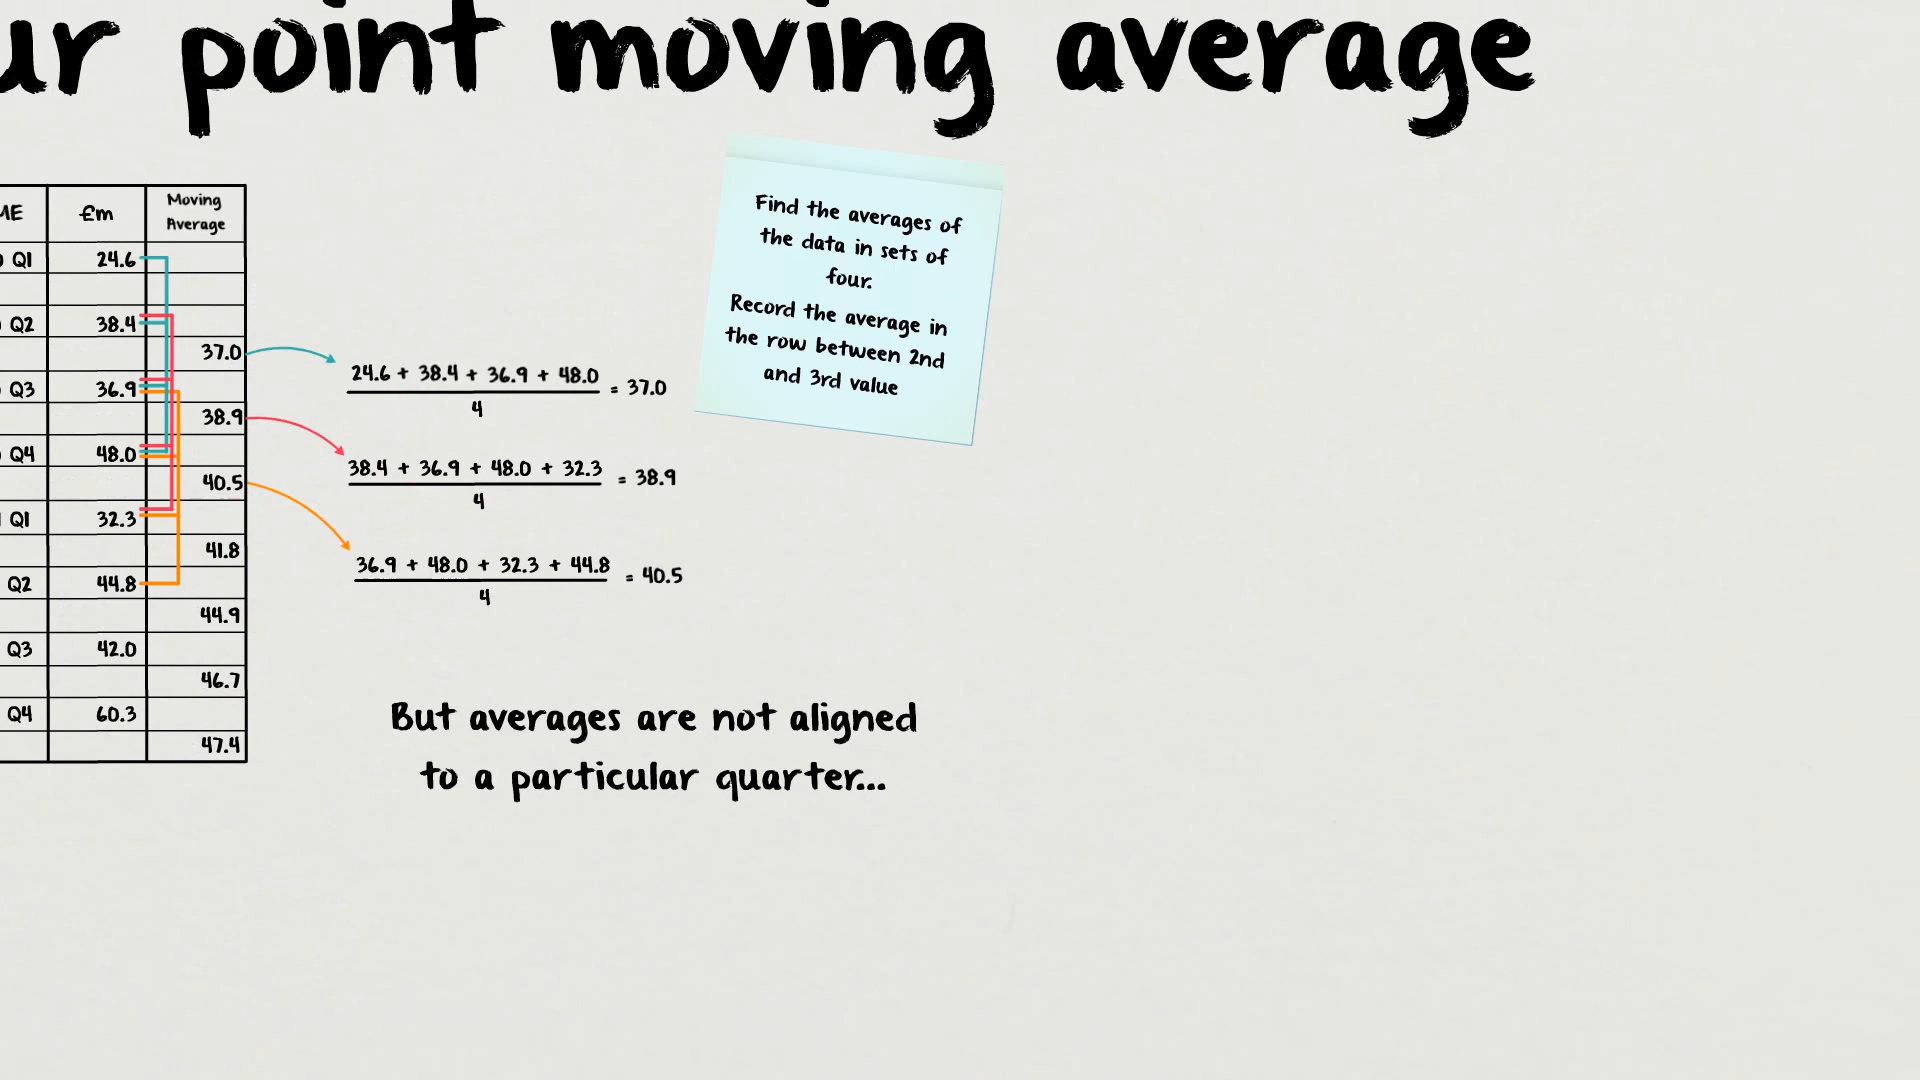 ur point moving average
ME £m Moving Average
Q1 24.6
Q2 38.4
37.0
Q3 36.9
38.9
Q4 48.0
40.5
Q1 32.3
41.8
Q2 44.8
44.9
Q3 42.0
46.7
Q4 60.3
47.4
24.6 + 38.4 + 36.9 + 48.0
4
= 37.0
38.4 + 36.9 + 48.0 + 32.3
4
= 38.9
36.9 + 48.0 + 32.3 + 44.8
4
= 40.5
Find the averages of
the data in sets of
four.
Record the average in
the row between 2nd
and 3rd value
But averages are not aligned
to a particular quarter...